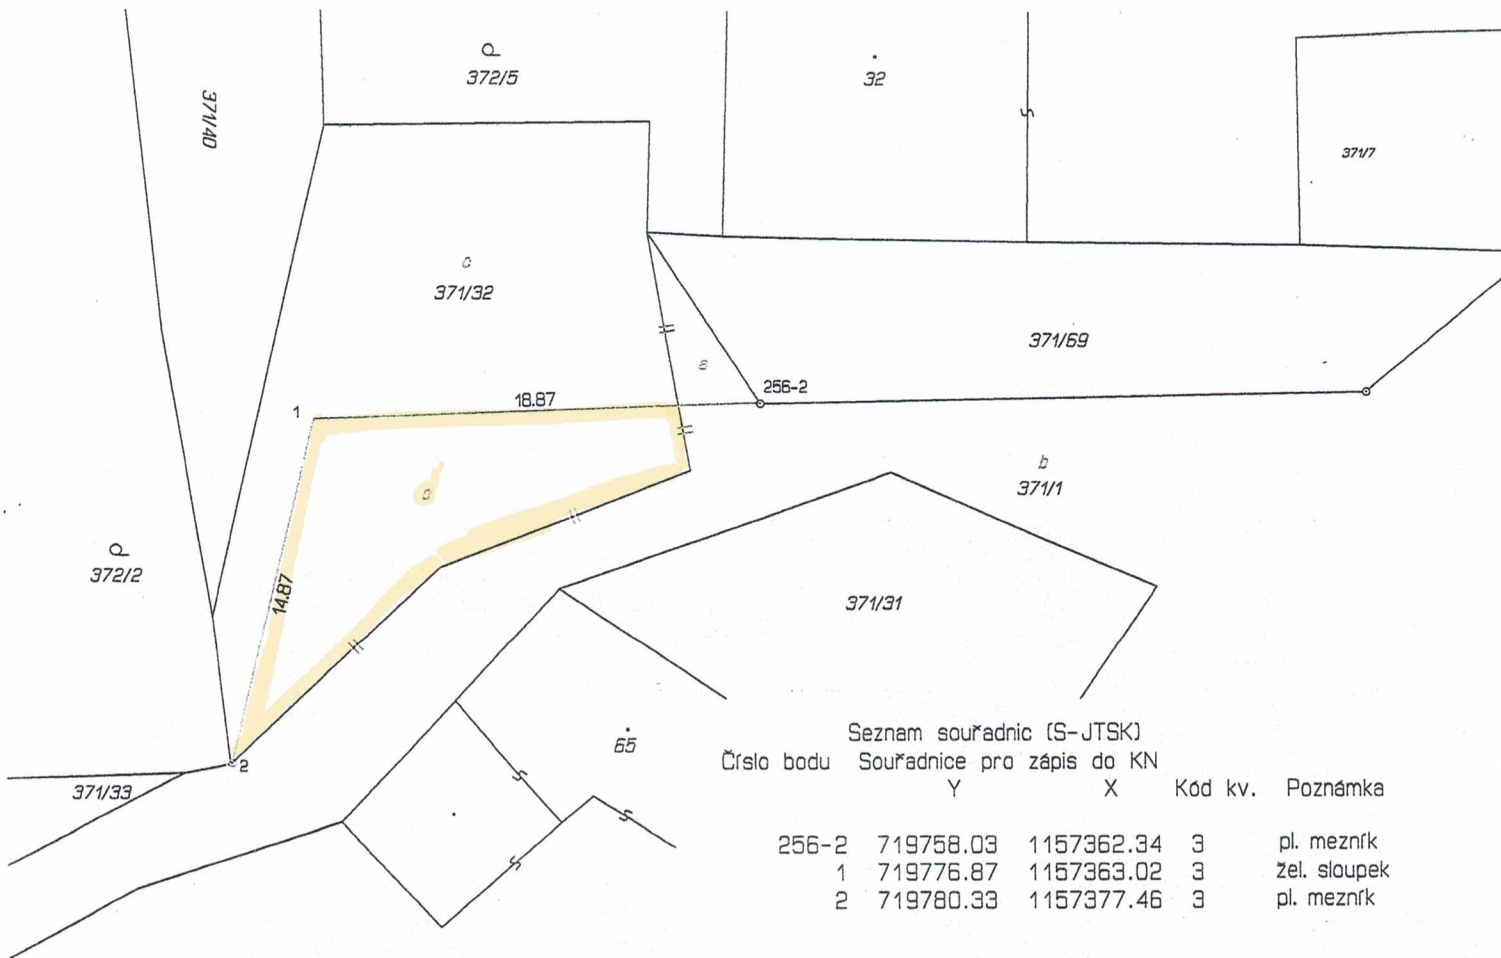 372/5
32
371/40
371/7
c
371/32
371/69
a
18.87
256-2
1
b
371/1
d
372/2
14.87
371/31
2
371/33
65
Seznam souřadnic (S-JTSK)
Číslo bodu Souřadnice pro zápis do KN
Y X Kód kv. Poznámka
256-2 719758.03 1157362.34 3 pl. mezník
1 719776.87 1157363.02 3 žel. sloupek
2 719780.33 1157377.46 3 pl. mezník